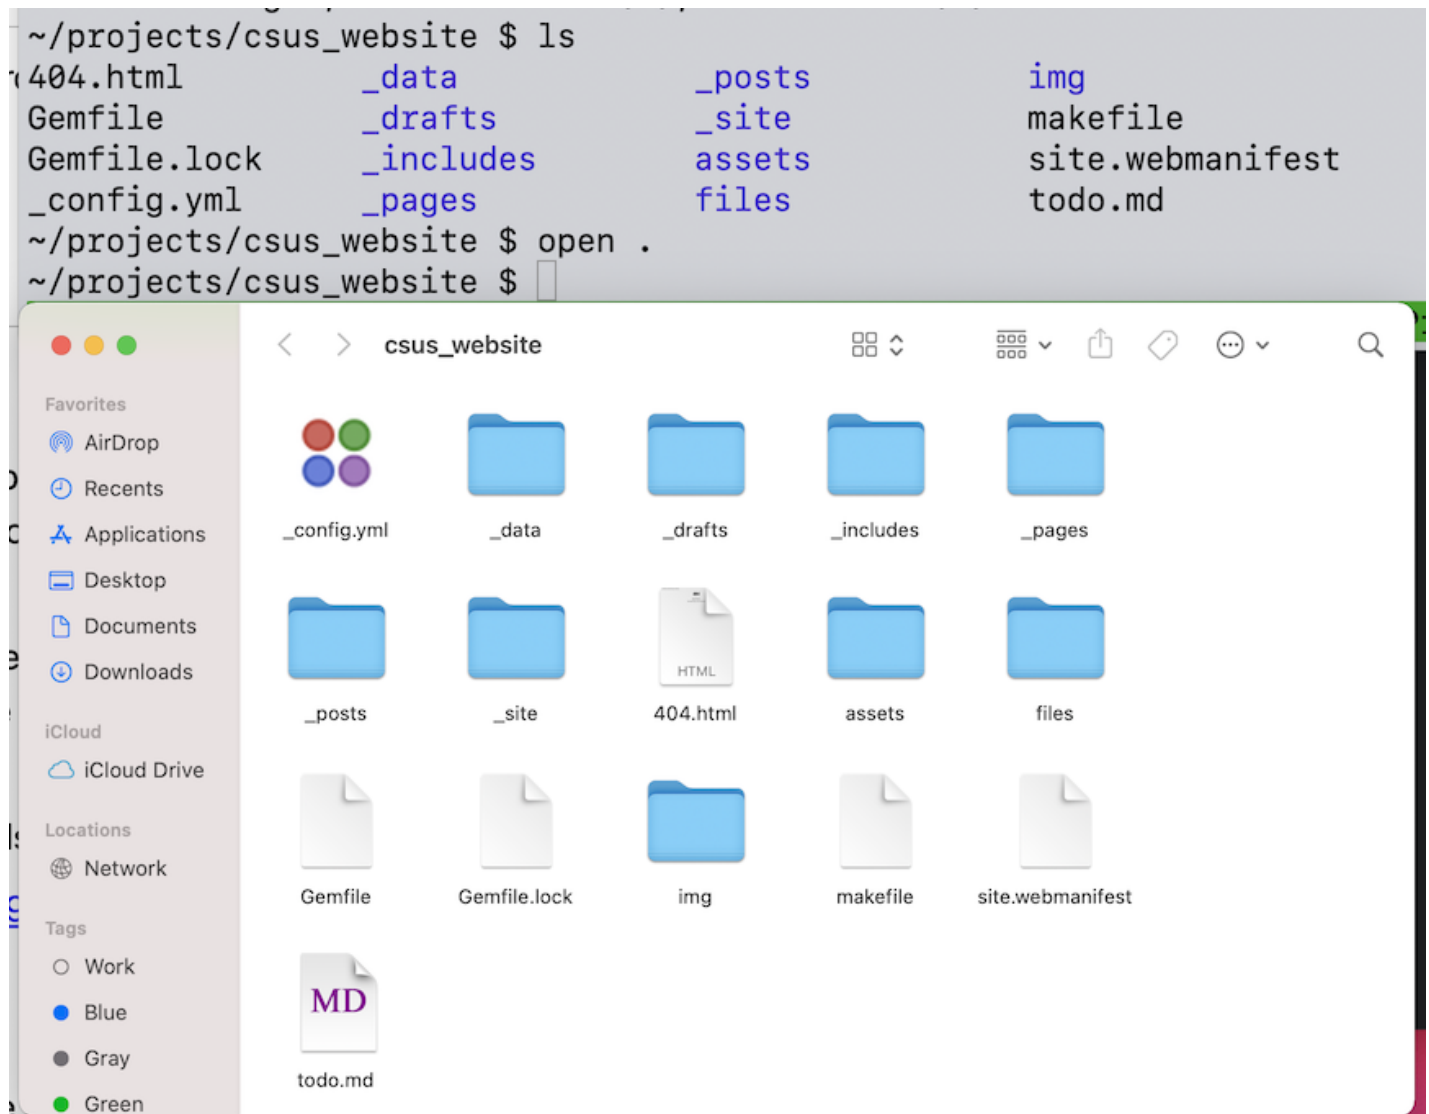 ~/projects/csus_website $ ls
404.html _data _posts img
Gemfile _drafts _site makefile
Gemfile.lock _includes assets site.webmanifest
_config.yml _pages files todo.md
~/projects/csus_website $ open .
~/projects/csus_website $
csus_website
Favorites
AirDrop
Recents
Applications
Desktop
Documents
Downloads
iCloud
iCloud Drive
Locations
Network
Tags
Work
Blue
Gray
Green
_config.yml _data _drafts _includes _pages
HTML
_posts _site 404.html assets files
Gemfile Gemfile.lock img makefile site.webmanifest
MD
todo.md